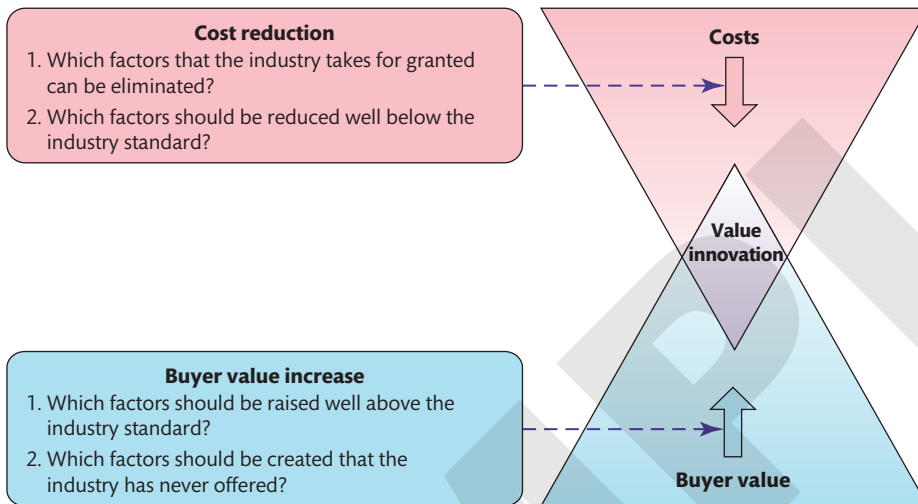 Cost reduction
1. Which factors that the industry takes for granted
can be eliminated?
2. Which factors should be reduced well below the
industry standard?
Costs
Value
innovation
Buyer value increase
1. Which factors should be raised well above the
industry standard?
2. Which factors should be created that the
industry has never offered?
Buyer value